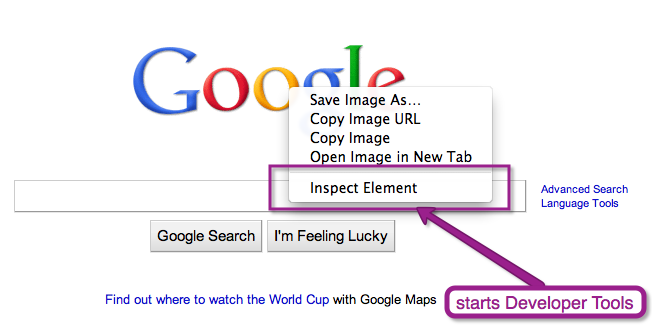 Google
Save Image As...
Copy Image URL
Copy Image
Open Image in New Tab
Inspect Element
Advanced Search
Language Tools
Google Search
I'm Feeling Lucky
Find out where to watch the World Cup with Google Maps
starts Developer Tools